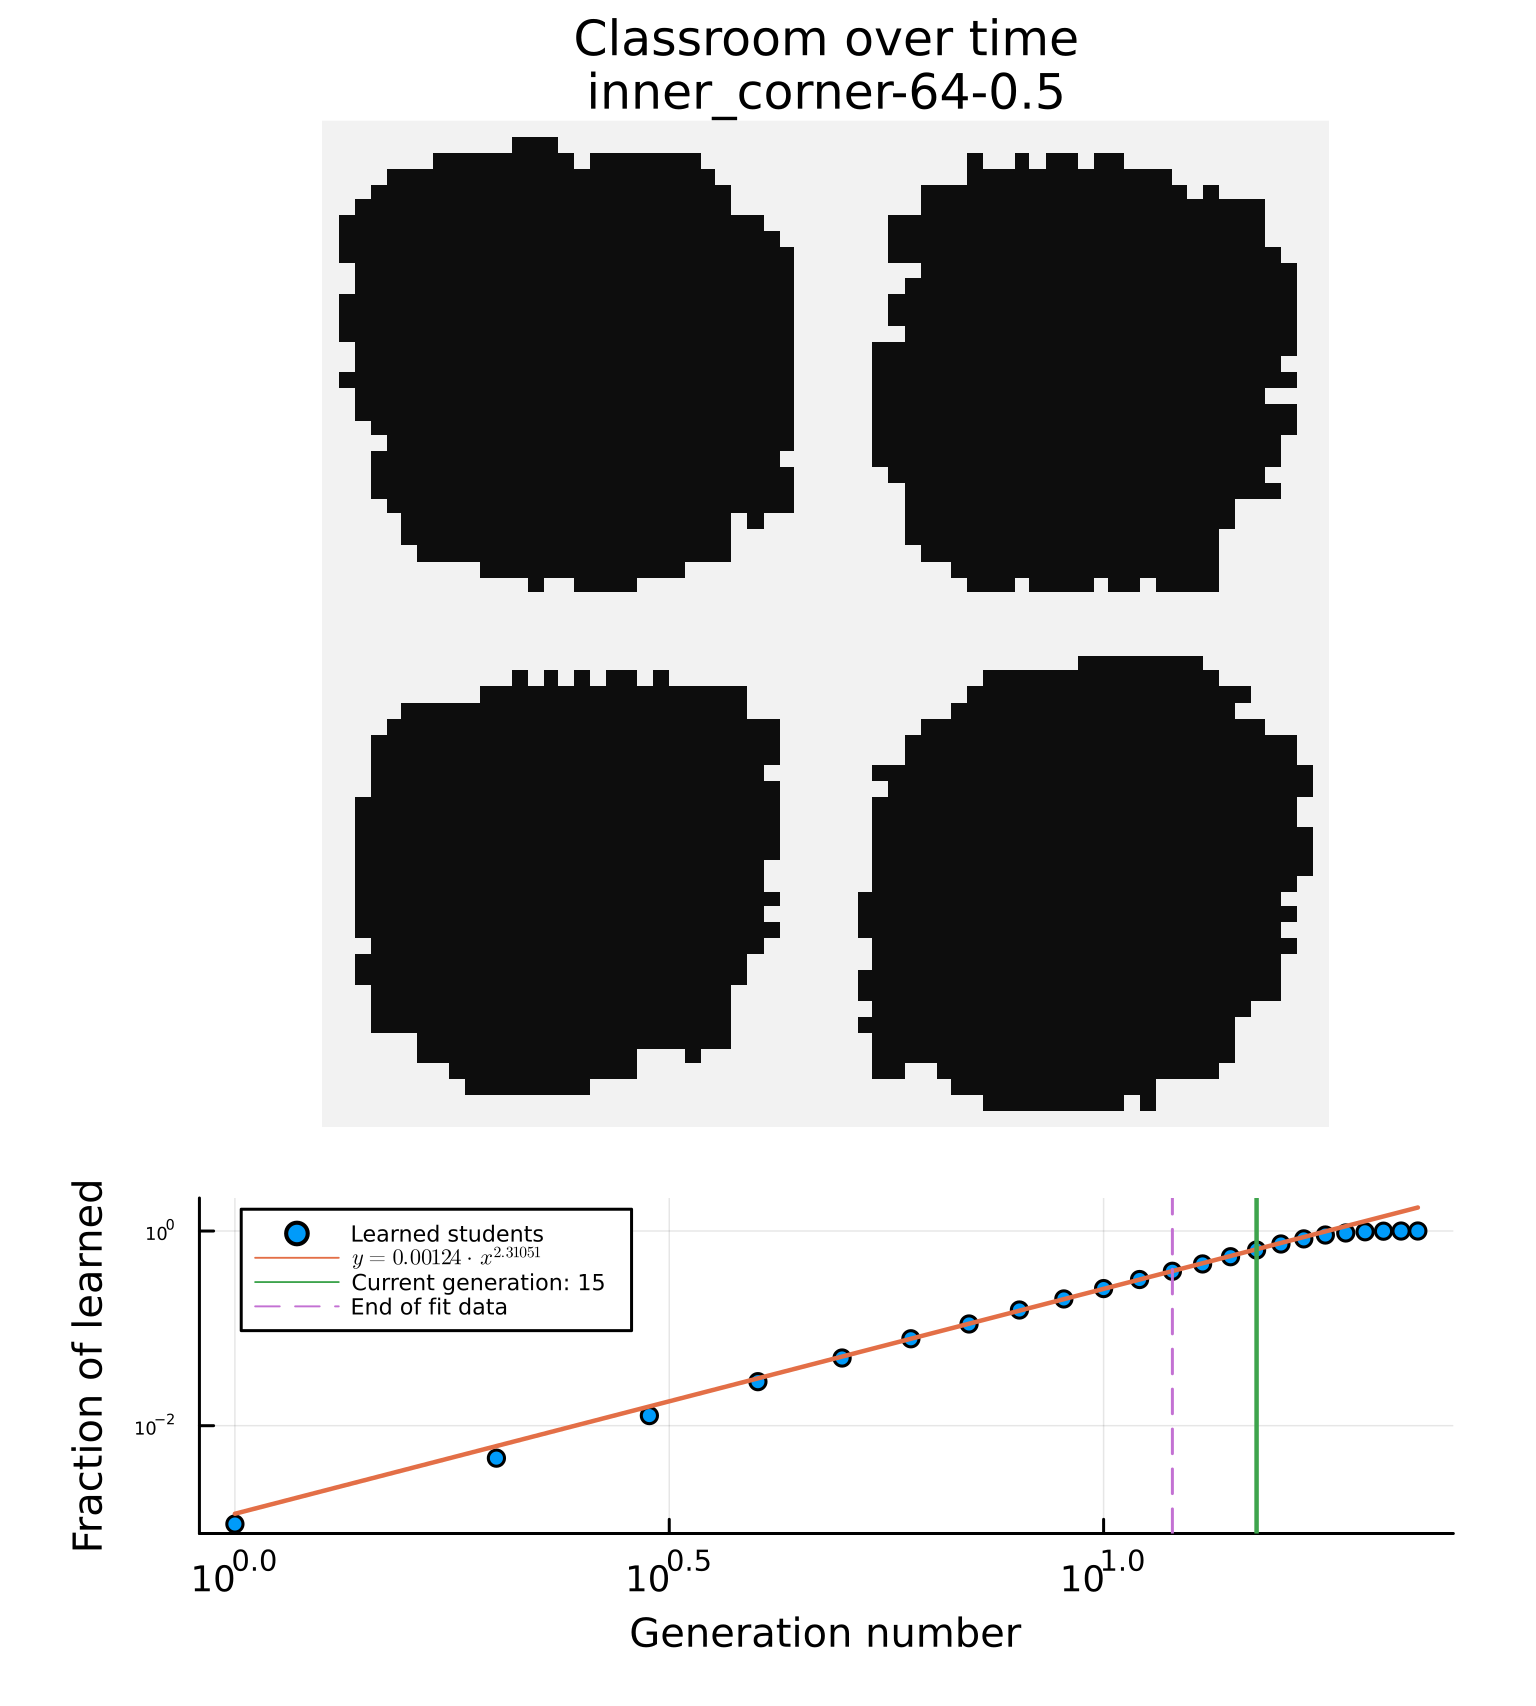 Classroom over time
inner_corner-64-0.5
Fraction of learned
10^0
10^−2
Learned students
y = 0.00124 · x^2.31051
Current generation: 15
End of fit data
10^0.0
10^0.5
10^1.0
Generation number